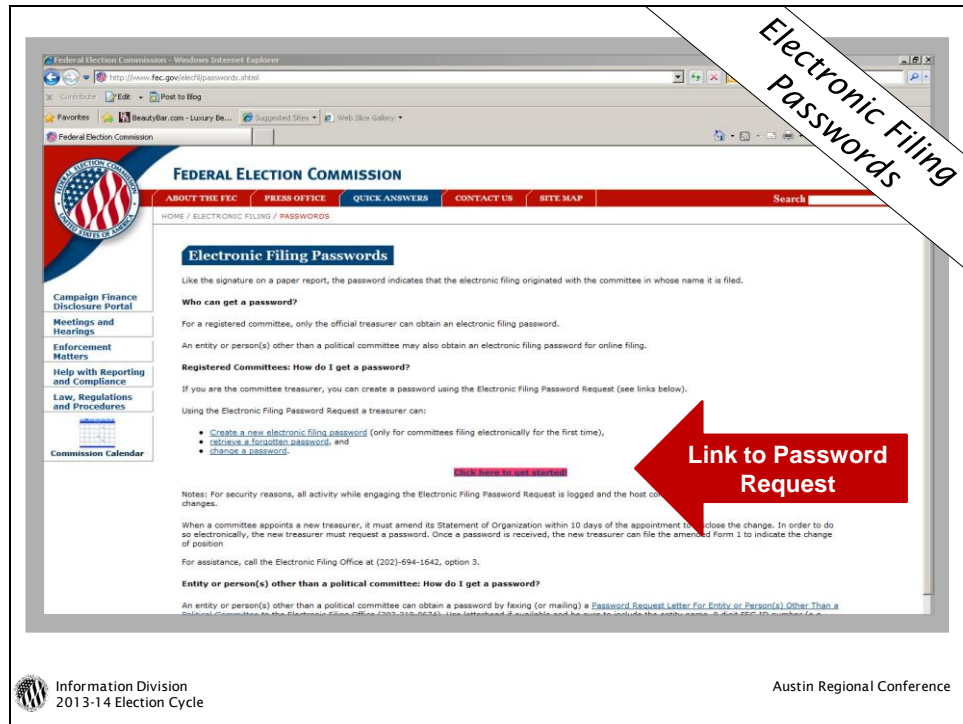 Electronic Filing
Passwords
Federal Election Commission - Windows Internet Explorer
http://www.fec.gov/elecfil/passwords.shtml
Contribute Edit Post to Blog
Favorites BeautyBar.com - Luxury Be... Suggested Sites Web Slice Gallery
Federal Election Commission
FEDERAL ELECTION COMMISSION
ABOUT THE FEC PRESS OFFICE QUICK ANSWERS CONTACT US SITE MAP Search
HOME / ELECTRONIC FILING / PASSWORDS
Electronic Filing Passwords
Like the signature on a paper report, the password indicates that the electronic filing originated with the committee in whose name it is filed.
Campaign Finance
Disclosure Portal
Meetings and
Hearings
Enforcement
Matters
Help with Reporting
and Compliance
Law, Regulations
and Procedures
Commission Calendar
Who can get a password?
For a registered committee, only the official treasurer can obtain an electronic filing password.
An entity or person(s) other than a political committee may also obtain an electronic filing password for online filing.
Registered Committees: How do I get a password?
If you are the committee treasurer, you can create a password using the Electronic Filing Password Request (see links below).
Using the Electronic Filing Password Request a treasurer can:
• Create a new electronic filing password (only for committees filing electronically for the first time),
• retrieve a forgotten password, and
• change a password.
Click here to get started!
Link to Password
Request
Notes: For security reasons, all activity while engaging the Electronic Filing Password Request is logged and the host
changes.
When a committee appoints a new treasurer, it must amend its Statement of Organization within 10 days of the appointment to disclose the change. In order to do
so electronically, the new treasurer must request a password. Once a password is received, the new treasurer can file the amended Form 1 to indicate the change
of position
For assistance, call the Electronic Filing Office at (202)-694-1642, option 3.
Entity or person(s) other than a political committee: How do I get a password?
An entity or person(s) other than a political committee can obtain a password by faxing (or mailing) a Password Request Letter For Entity or Person(s) Other Than a
Information Division
2013-14 Election Cycle
Austin Regional Conference